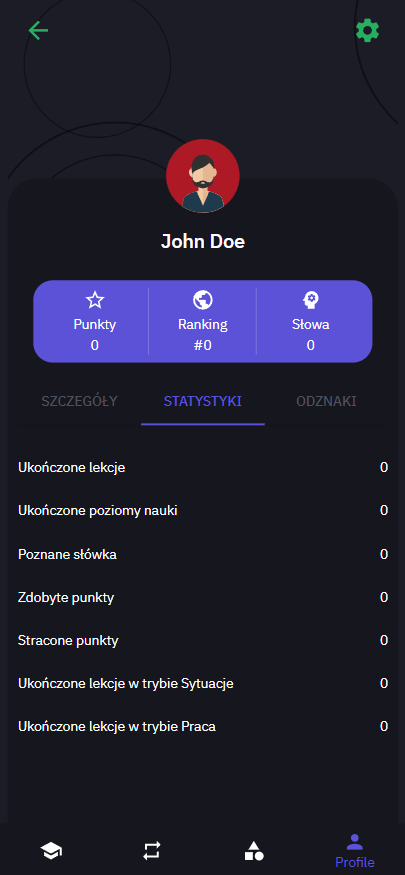 John Doe
Punkty Ranking Słowa
0 #0 0
SZCZEGÓŁY STATYSTYKI ODZNAKI
Ukończone lekcje 0
Ukończone poziomy nauki 0
Poznane słówka 0
Zdobyte punkty 0
Stracone punkty 0
Ukończone lekcje w trybie Sytuacje 0
Ukończone lekcje w trybie Praca 0
Profile